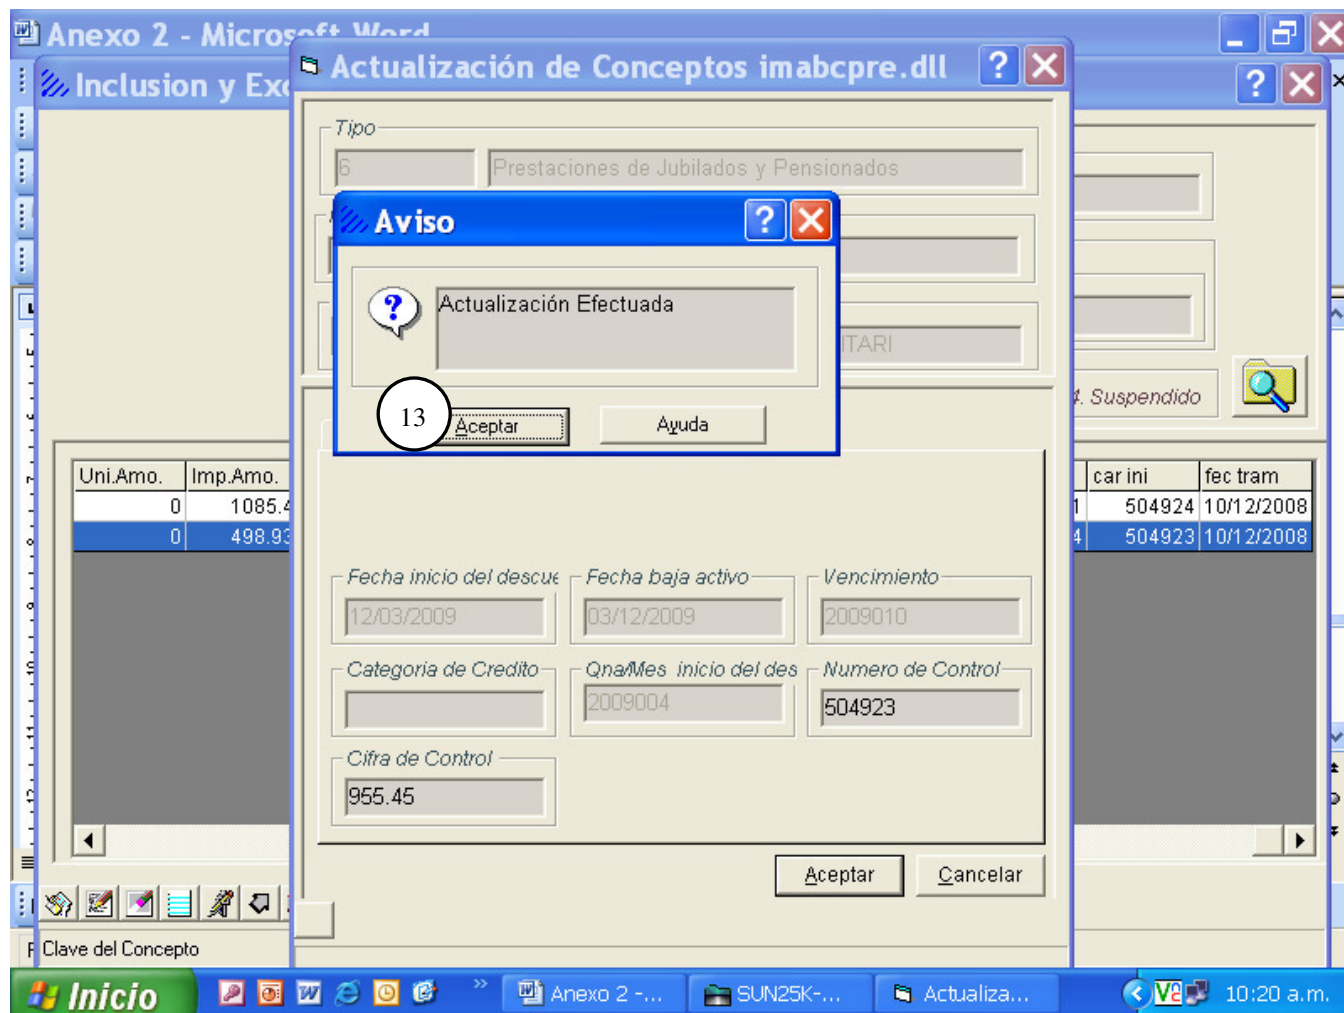 Anexo 2 - Microsoft Word
Inclusion y Exc
Actualización de Conceptos imabcpre.dll
Tipo
6 Prestaciones de Jubilados y Pensionados
Aviso
Actualización Efectuada
ITARI
4. Suspendido
13
Aceptar Ayuda
Uni.Amo. Imp.Amo. car ini fec tram
0 1085.4 1 504924 10/12/2008
0 498.93 4 504923 10/12/2008
Fecha inicio del descue Fecha baja activo Vencimiento
12/03/2009 03/12/2009 2009010
Categoria de Credito Qna/Mes inicio del des Numero de Control
2009004 504923
Cifra de Control
955.45
Aceptar Cancelar
Clave del Concepto
Inicio Anexo 2 -... SUN25K-... Actualiza... 10:20 a.m.